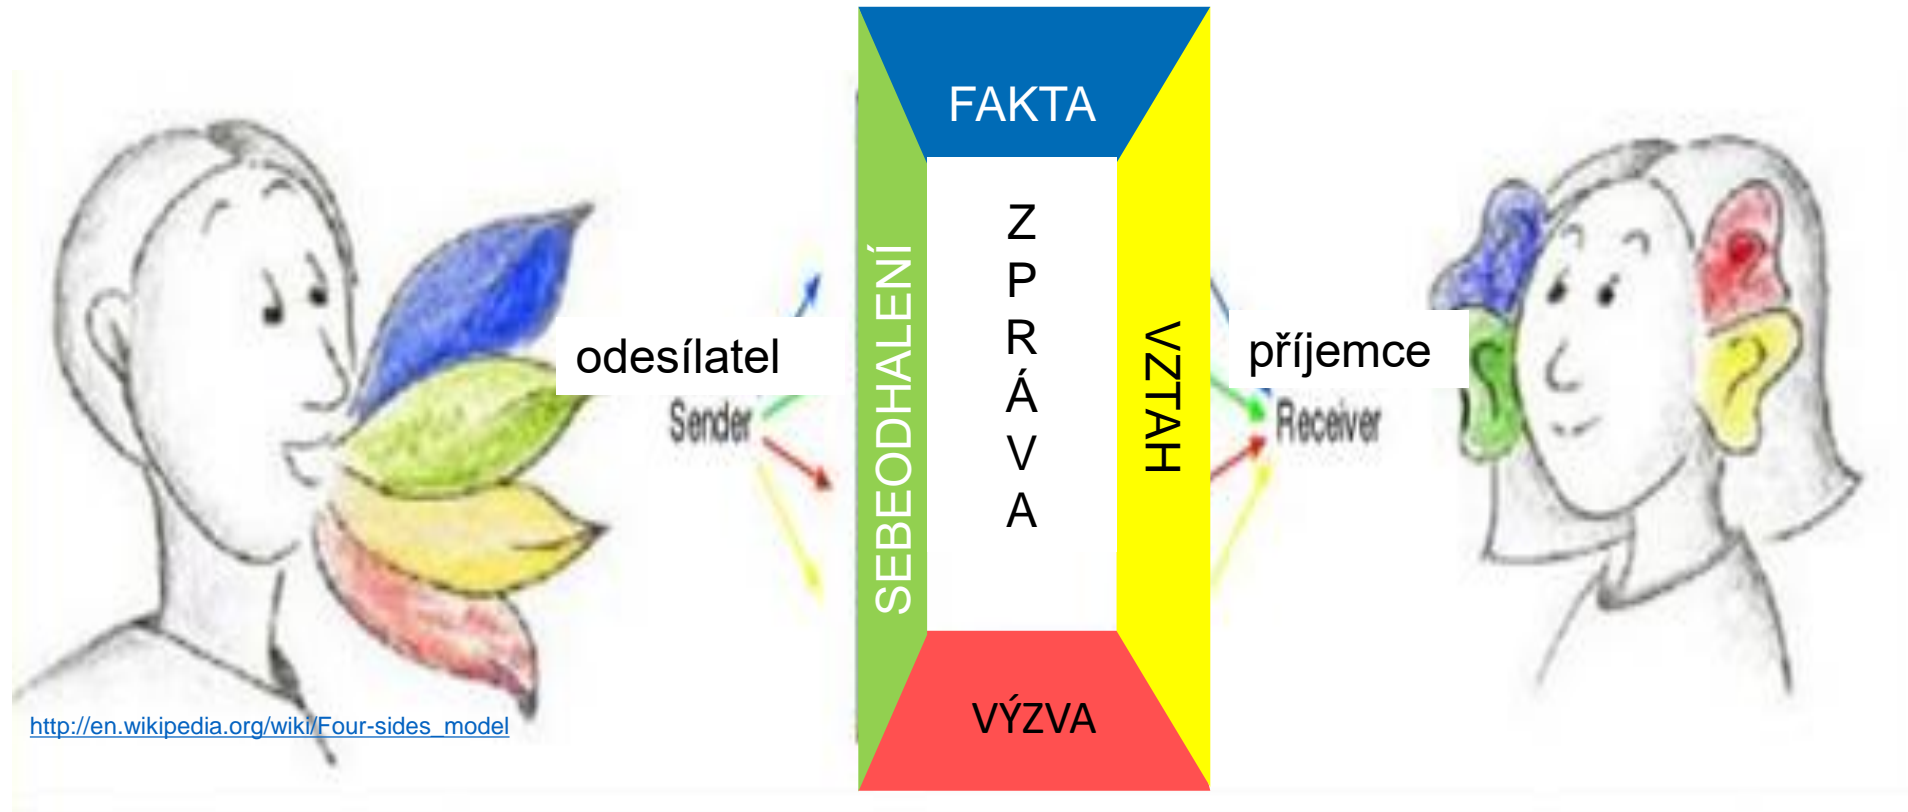 FAKTA
SEBEODHALENÍ
Z
P
R
Á
V
A
VZTAH
VÝZVA
odesílatel
Sender
příjemce
Receiver
http://en.wikipedia.org/wiki/Four-sides_model